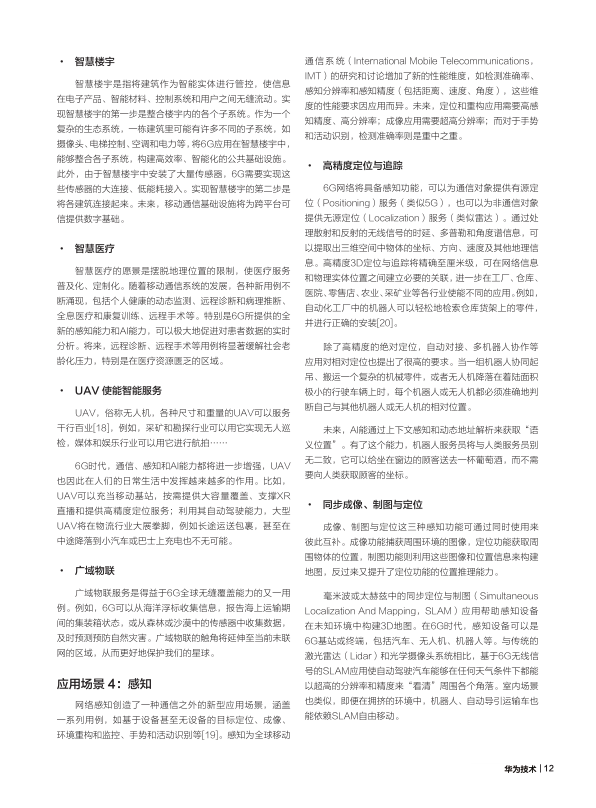 · 智慧楼宇
智慧楼宇是指将建筑作为智能实体进行管控，使信息
在电子产品、智能材料、控制系统和用户之间无缝流动。实
现智慧楼宇的第一步是整合楼宇内的各个子系统。作为一个
复杂的生态系统，一栋建筑里可能有许多不同的子系统，如
摄像头、电梯控制、空调和电力等，将6G应用在智慧楼宇中，
能够整合各子系统，构建高效率、智能化的公共基础设施。
此外，由于智慧楼宇中安装了大量传感器，6G需要实现这
些传感器的大连接、低能耗接入。实现智慧楼宇的第二步是
将各建筑连接起来。未来，移动通信基础设施将为跨平台可
信提供数字基础。
· 智慧医疗
智慧医疗的愿景是摆脱地理位置的限制，使医疗服务
普及化、定制化。随着移动通信系统的发展，各种新用例不
断涌现，包括个人健康的动态监测、远程诊断和病理推断、
全息医疗和康复训练、远程手术等。特别是6G所提供的全
新的感知能力和AI能力，可以极大地促进对患者数据的实时
分析。将来，远程诊断、远程手术等用例将显著缓解社会老
龄化压力，特别是在医疗资源匮乏的区域。
· UAV 使能智能服务
UAV，俗称无人机，各种尺寸和重量的UAV可以服务
千行百业[18]，例如，采矿和勘探行业可以用它实现无人巡
检，媒体和娱乐行业可以用它进行航拍……
6G时代，通信、感知和AI能力都将进一步增强，UAV
也因此在人们的日常生活中发挥越来越多的作用。比如，
UAV可以充当移动基站，按需提供大容量覆盖、支撑XR
直播和提供高精度定位服务；利用其自动驾驶能力，大型
UAV将在物流行业大展拳脚，例如长途运送包裹，甚至在
中途降落到小汽车或巴士上充电也不无可能。
· 广域物联
广域物联服务是得益于6G全球无缝覆盖能力的又一用
例。例如，6G可以从海洋浮标收集信息，报告海上运输期
间的集装箱状态，或从森林或沙漠中的传感器中收集数据，
及时预测预防自然灾害。广域物联的触角将延伸至当前未联
网的区域，从而更好地保护我们的星球。
应用场景 4：感知
网络感知创造了一种通信之外的新型应用场景，涵盖
一系列用例，如基于设备甚至无设备的目标定位、成像、
环境重构和监控、手势和活动识别等[19]。感知为全球移动
通信系统（International Mobile Telecommunications，
IMT）的研究和讨论增加了新的性能维度，如检测准确率、
感知分辨率和感知精度（包括距离、速度、角度），这些维
度的性能要求因应用而异。未来，定位和重构应用需要高感
知精度、高分辨率；成像应用需要超高分辨率；而对于手势
和活动识别，检测准确率则是重中之重。
· 高精度定位与追踪
6G网络将具备感知功能，可以为通信对象提供有源定
位（Positioning）服务（类似5G），也可以为非通信对象
提供无源定位（Localization）服务（类似雷达）。通过处
理散射和反射的无线信号的时延、多普勒和角度谱信息，可
以提取出三维空间中物体的坐标、方向、速度及其他地理信
息。高精度3D定位与追踪将精确至厘米级，可在网络信息
和物理实体位置之间建立必要的关联，进一步在工厂、仓库、
医院、零售店、农业、采矿业等各行业使能不同的应用。例如，
自动化工厂中的机器人可以轻松地检索仓库货架上的零件，
并进行正确的安装[20]。
除了高精度的绝对定位，自动对接、多机器人协作等
应用对相对定位也提出了很高的要求。当一组机器人协同起
吊、搬运一个复杂的机械零件，或者无人机降落在着陆面积
极小的行驶车辆上时，每个机器人或无人机都必须准确地判
断自己与其他机器人或无人机的相对位置。
未来，AI能通过上下文感知和动态地址解析来获取“语
义位置”。有了这个能力，机器人服务员将与人类服务员别
无二致，它可以给坐在窗边的顾客送去一杯葡萄酒，而不需
要向人类获取顾客的坐标。
· 同步成像、制图与定位
成像、制图与定位这三种感知功能可通过同时使用来
彼此互补。成像功能捕获周围环境的图像，定位功能获取周
围物体的位置，制图功能则利用这些图像和位置信息来构建
地图，反过来又提升了定位功能的位置推理能力。
毫米波或太赫兹中的同步定位与制图（Simultaneous
Localization And Mapping，SLAM）应用帮助感知设备
在未知环境中构建3D地图。在6G时代，感知设备可以是
6G基站或终端，包括汽车、无人机、机器人等。与传统的
激光雷达（Lidar）和光学摄像头系统相比，基于6G无线信
号的SLAM应用使自动驾驶汽车能够在任何天气条件下都能
以超高的分辨率和精度来“看清”周围各个角落。室内场景
也类似，即便在拥挤的环境中，机器人、自动导引运输车也
能依赖SLAM自由移动。
华为技术 | 12